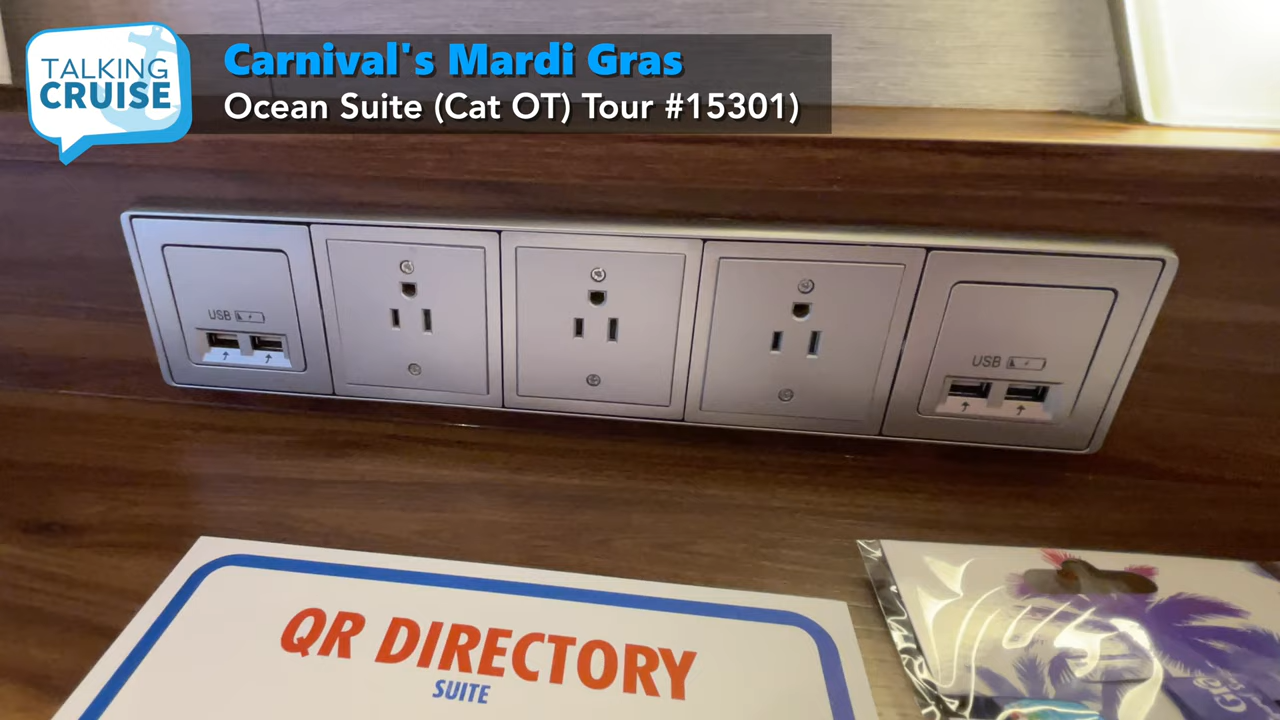 TALKING
CRUISE
Carnival's Mardi Gras
Ocean Suite (Cat OT) Tour #15301)
USB
USB
QR DIRECTORY
SUITE